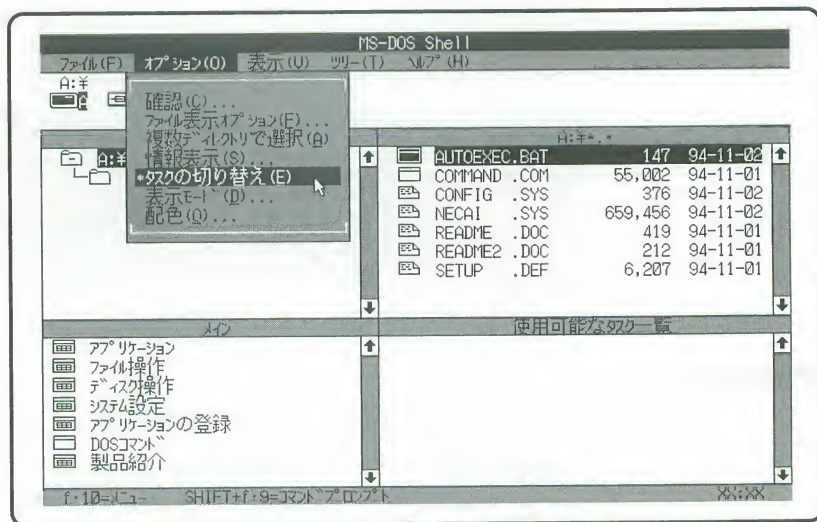 MS-DOS Shell
ファイル(F) オプション(O) 表示(V) ツリー(T) ヘルプ(H)
A:¥
A
確認(C)...
ファイル表示オプション(F)...
複数ディレクトリで選択(A)
情報表示(S)...
*タスクの切り替え(E)
表示モード(D)...
配色(O)...
A:¥
A:¥*.*
AUTOEXEC.BAT 147 94-11-02
COMMAND .COM 55,002 94-11-01
CONFIG .SYS 376 94-11-02
NECAI .SYS 659,456 94-11-02
README .DOC 419 94-11-01
README2 .DOC 212 94-11-01
SETUP .DEF 6,207 94-11-01
メイン
アプリケーション
ファイル操作
ディスク操作
システム設定
アプリケーションの登録
DOSコマンド
製品紹介
使用可能なタスク一覧
f・10=メニュー SHIFT+f・9=コマンドプロンプト XX:XX